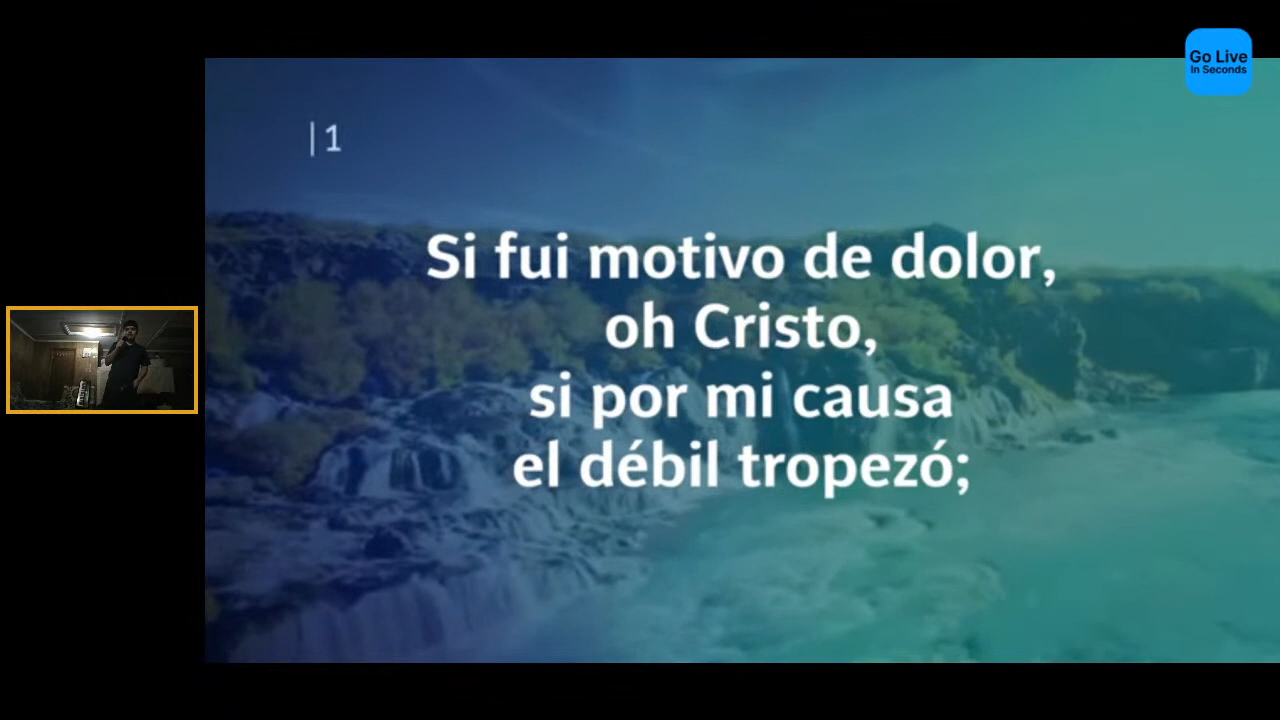 Go Live
In Seconds
|1
Si fui motivo de dolor,
oh Cristo,
si por mi causa
el débil tropezó;